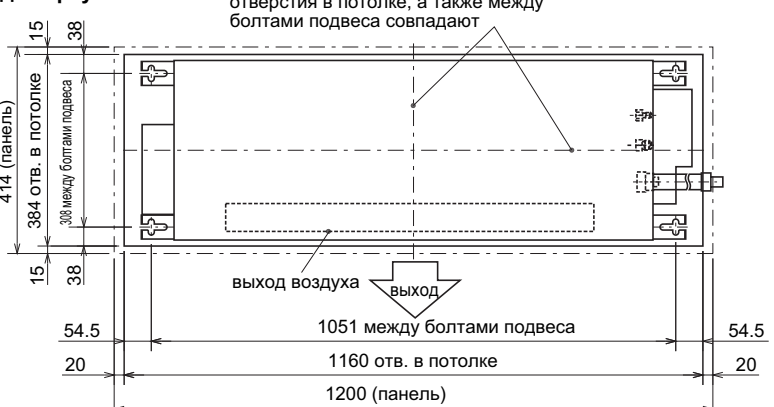 отверстия в потолке, а также между
болтами подвеса совпадают
15
38
414 (панель)
384 отв. в потолке
308 между болтами подвеса
15
38
выход воздуха
выход
54.5
1051 между болтами подвеса
54.5
20
1160 отв. в потолке
20
1200 (панель)